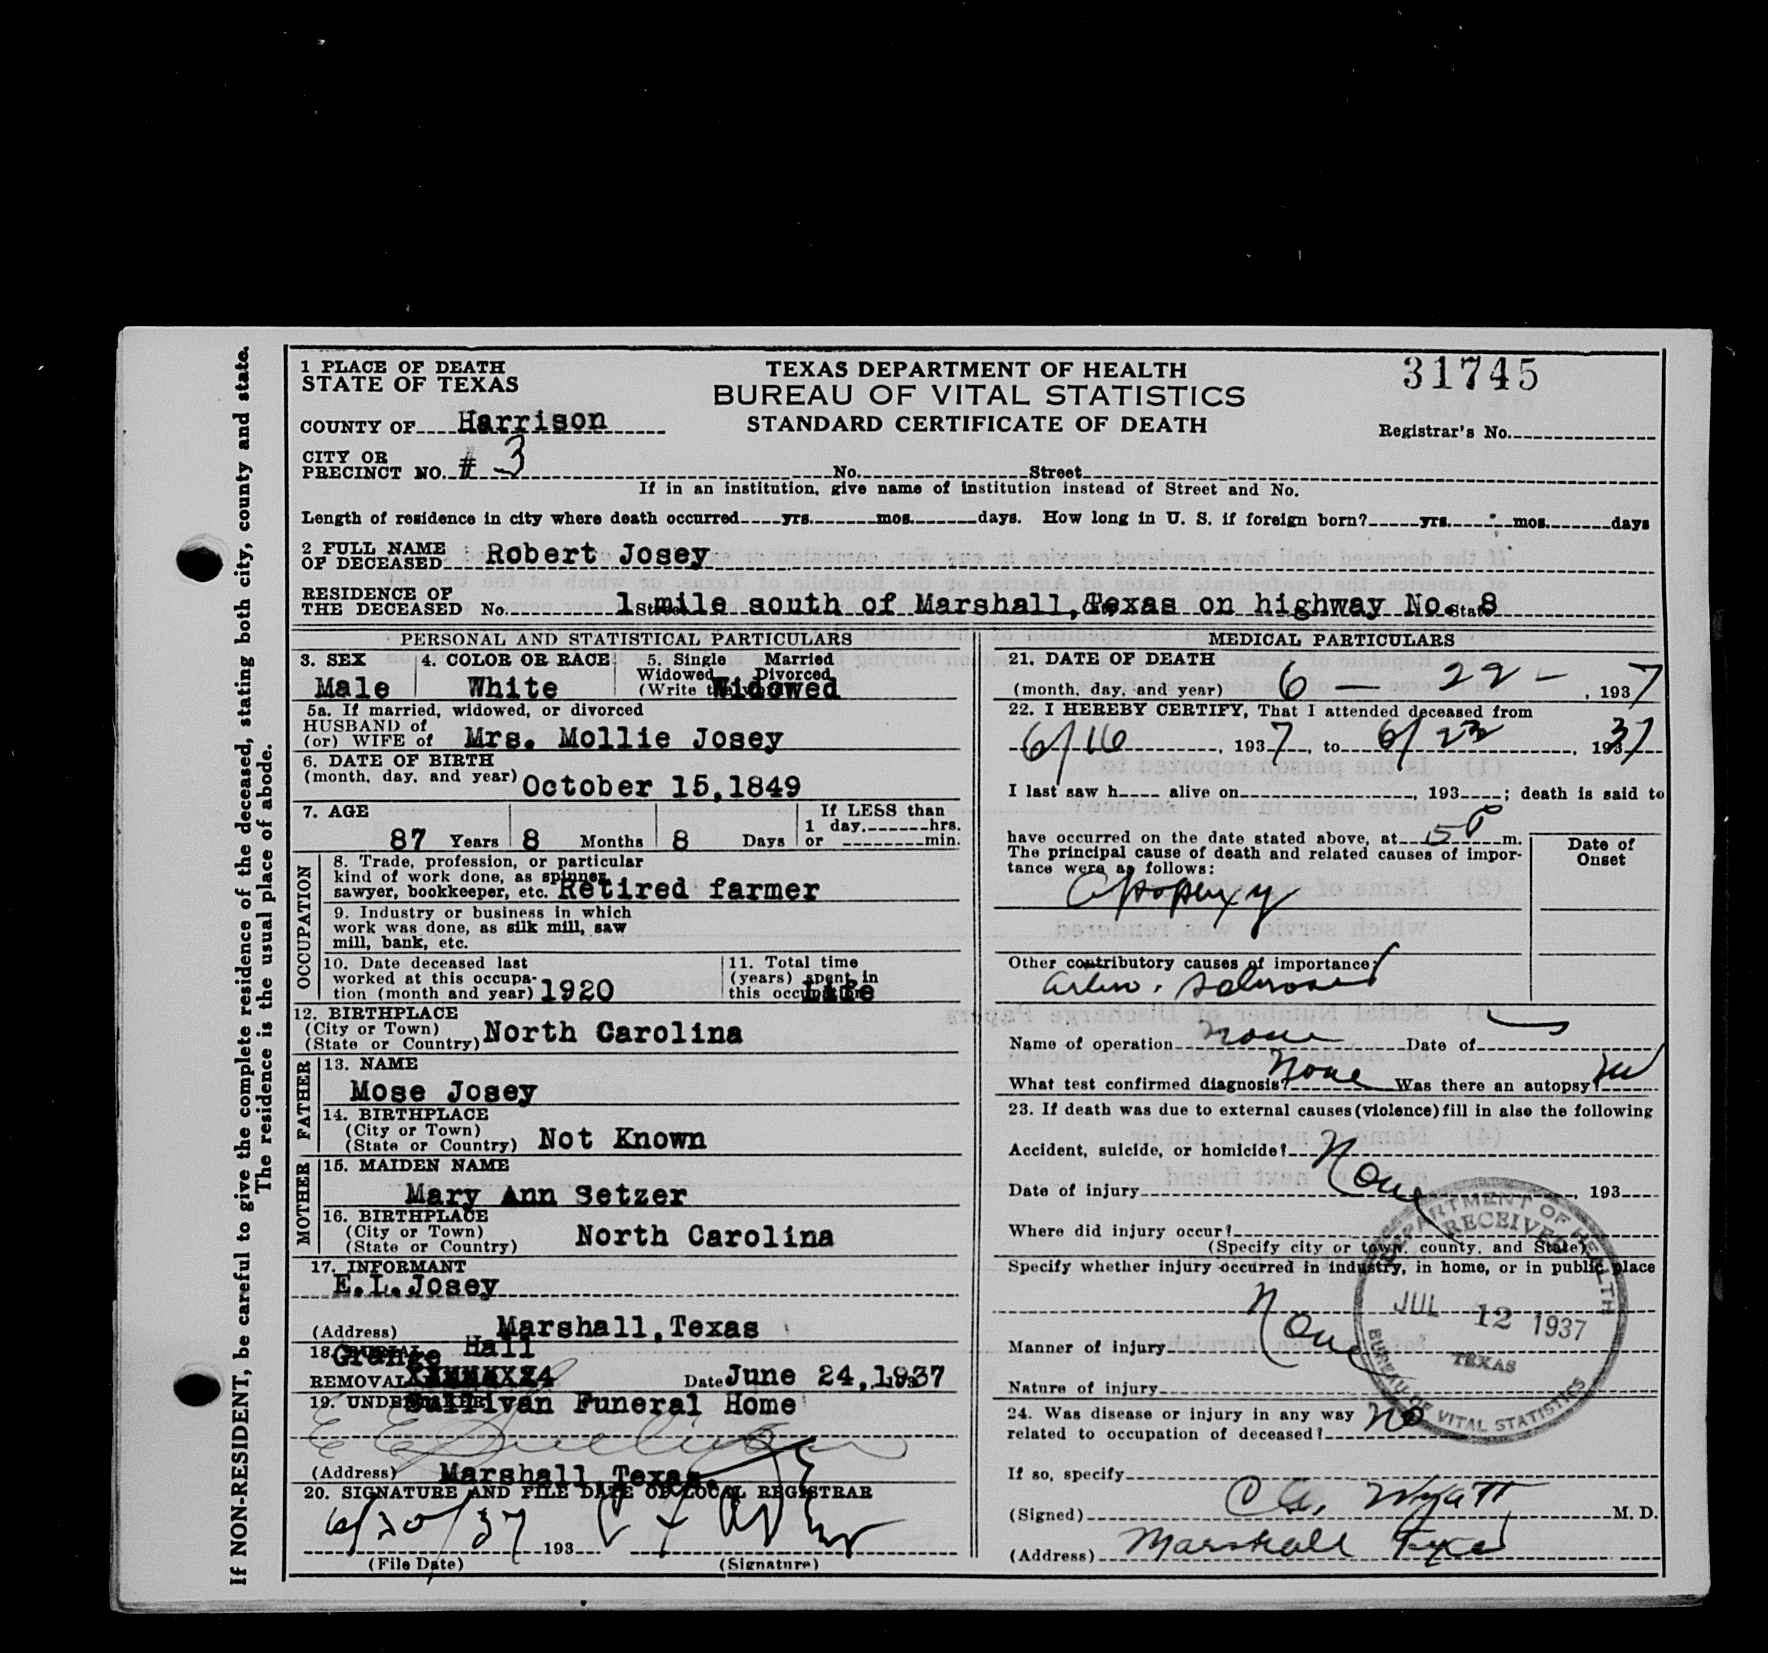 If NON-RESIDENT, be careful to give the complete residence of the deceased, stating both city, county and state.
The residence is the usual place of abode.
1 PLACE OF DEATH
STATE OF TEXAS
COUNTY OF Harrison
CITY OR
PRECINCT NO. # 3 No. Street
TEXAS DEPARTMENT OF HEALTH
BUREAU OF VITAL STATISTICS
STANDARD CERTIFICATE OF DEATH
31745
Registrar's No.
If in an institution, give name of institution instead of Street and No.
Length of residence in city where death occurred yrs. mos. days. How long in U. S. if foreign born? yrs. mos. days
2 FULL NAME
OF DECEASED Robert Josey
RESIDENCE OF
THE DECEASED No. 1 mile south of Marshall, Texas on highway No. 8
PERSONAL AND STATISTICAL PARTICULARS
3. SEX
Male
4. COLOR OR RACE
White
5. Single Married
Widowed Divorced
(Write Widowed
5a. If married, widowed, or divorced
HUSBAND of
(or) WIFE of Mrs. Mollie Josey
6. DATE OF BIRTH
(month, day, and year) October 15, 1849
7. AGE
87 Years 8 Months 8 Days
If LESS than
1 day, hrs.
or min.
OCCUPATION
8. Trade, profession, or particular
kind of work done, as spinner,
sawyer, bookkeeper, etc. Retired farmer
9. Industry or business in which
work was done, as silk mill, saw
mill, bank, etc.
10. Date deceased last
worked at this occupa-
tion (month and year) 1920
11. Total time
(years) spent in
this occupation Life
12. BIRTHPLACE
(City or Town)
(State or Country) North Carolina
FATHER
13. NAME
Mose Josey
14. BIRTHPLACE
(City or Town)
(State or Country) Not Known
MOTHER
15. MAIDEN NAME
Mary Ann Setzer
16. BIRTHPLACE
(City or Town)
(State or Country) North Carolina
17. INFORMANT
E.L.Josey
(Address) Marshall, Texas
18. BURIAL
Grange Hall
REMOVAL Date June 24, 1937
19. UNDERTAKER
Sullivan Funeral Home
(Address) Marshall, Texas.
20. SIGNATURE AND FILE DATE OF LOCAL REGISTRAR
193
(File Date) (Signature)
MEDICAL PARTICULARS
21. DATE OF DEATH
(month, day, and year) 6 — 22 - , 1937
22. I HEREBY CERTIFY, That I attended deceased from
6/16 , 1937, to 6/23 , 1937
I last saw h alive on , 193 ; death is said to
have occurred on the date stated above, at 5 P m.
The principal cause of death and related causes of impor-
tance were as follows:
Apoplexy
Date of
Onset
Other contributory causes of importance:
Name of operation none Date of
What test confirmed diagnosis? None Was there an autopsy?
23. If death was due to external causes (violence) fill in also the following
Accident, suicide, or homicide? None
Date of injury , 193
Where did injury occur?
(Specify city or town, county, and State)
Specify whether injury occurred in industry, in home, or in public place
None
Manner of injury
Nature of injury
24. Was disease or injury in any way
related to occupation of deceased? No
If so, specify
(Signed) Wyatt M. D.
(Address) Marshall Texas
DEPARTMENT OF HEALTH
RECEIVED
JUL 12 1937
TEXAS
BUREAU OF VITAL STATISTICS